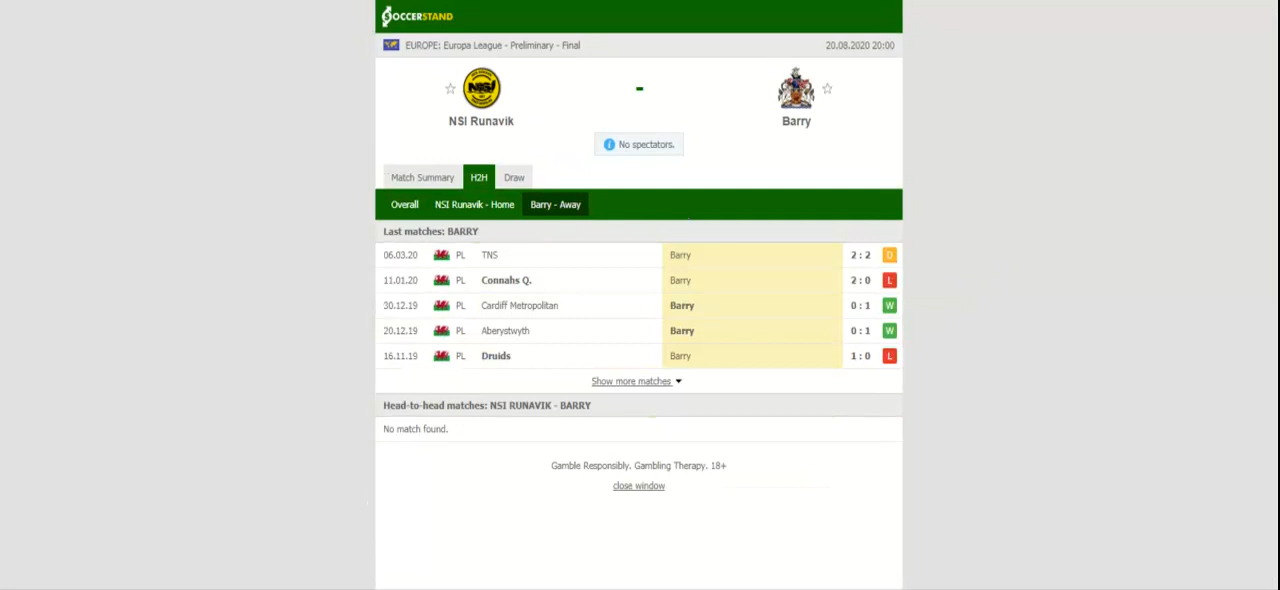 SOCCERSTAND
EUROPE: Europa League - Preliminary - Final 20.08.2020 20:00
NSI
NSI Runavik - Barry
No spectators.
Match Summary H2H Draw
Overall NSI Runavik - Home Barry - Away
Last matches: BARRY
06.03.20 PL TNS Barry 2 : 2 D
11.01.20 PL Connahs Q. Barry 2 : 0 L
30.12.19 PL Cardiff Metropolitan Barry 0 : 1 W
20.12.19 PL Aberystwyth Barry 0 : 1 W
16.11.19 PL Druids Barry 1 : 0 L
Show more matches
Head-to-head matches: NSI RUNAVIK - BARRY
No match found.
Gamble Responsibly. Gambling Therapy. 18+
close window